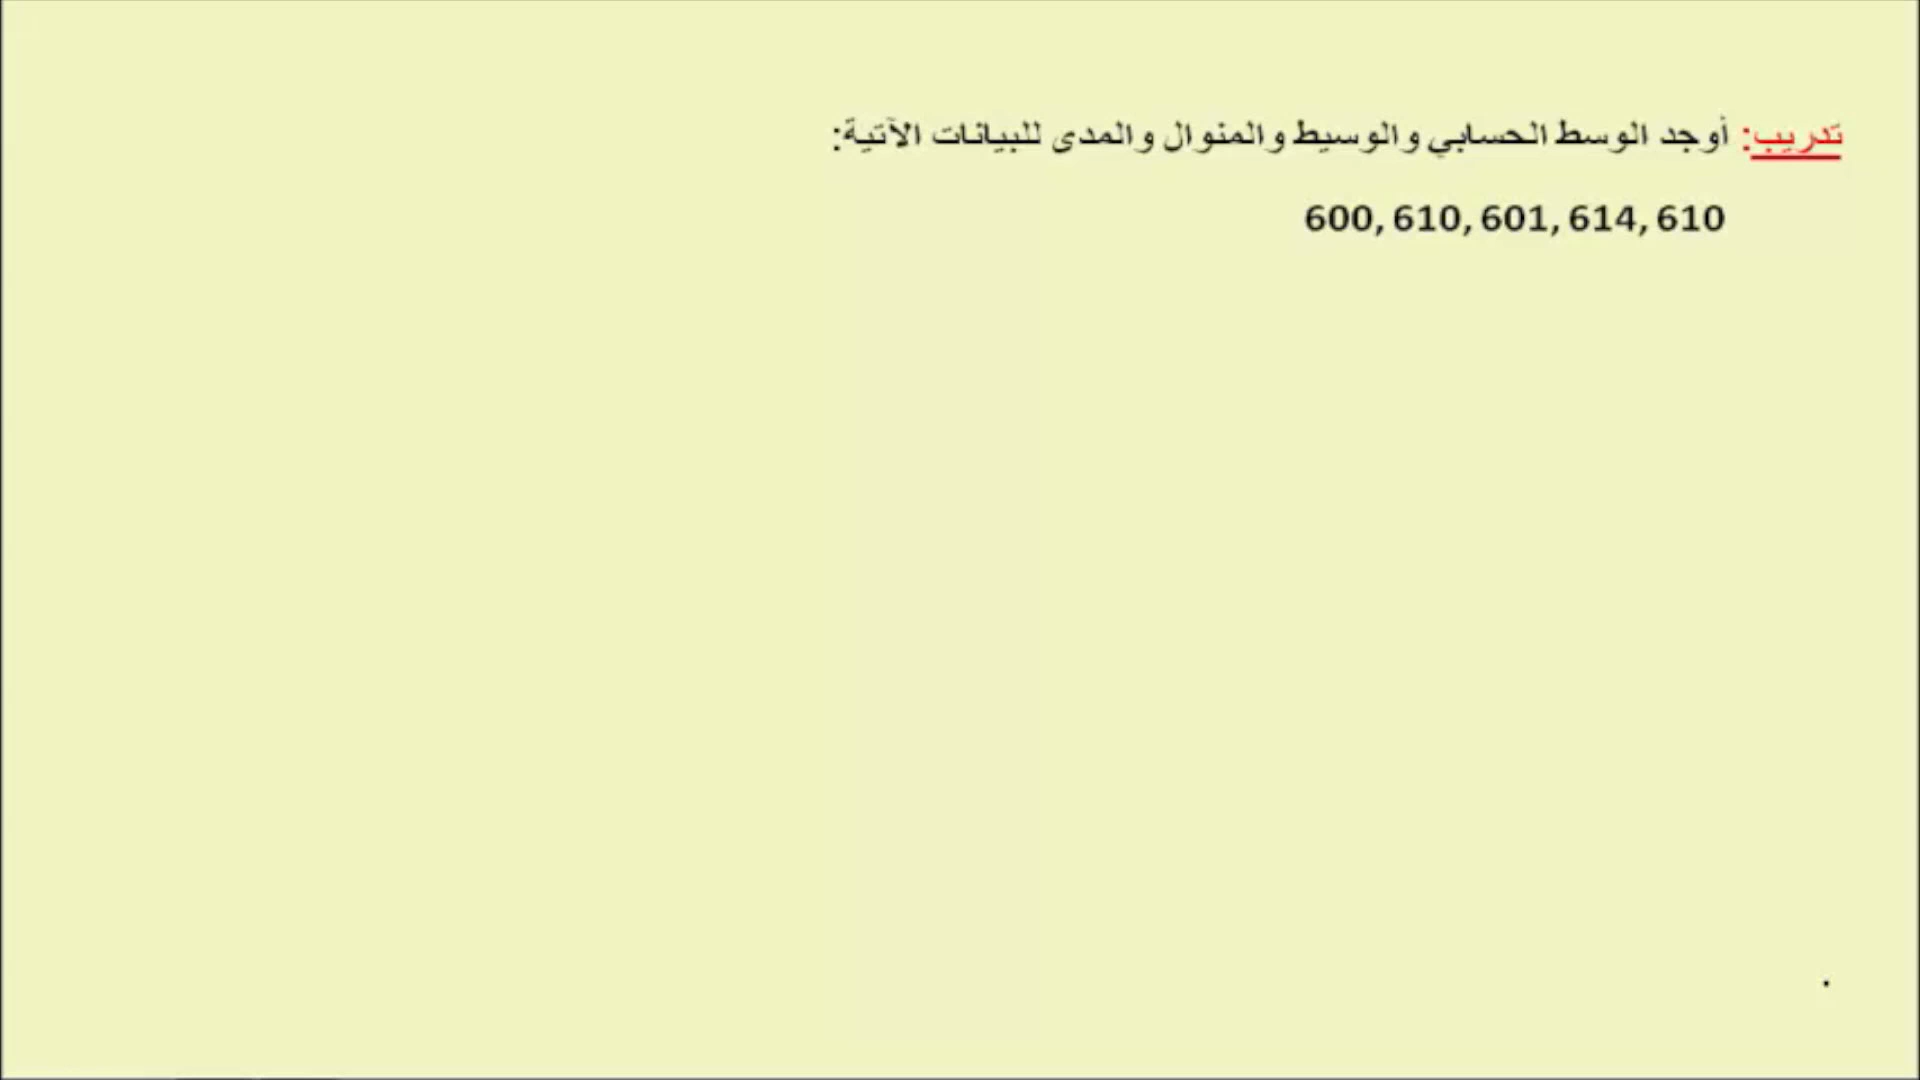 تدريب: أوجد الوسط الحسابي والوسيط والمنوال والمدى للبيانات الآتية:
600, 610, 601, 614, 610